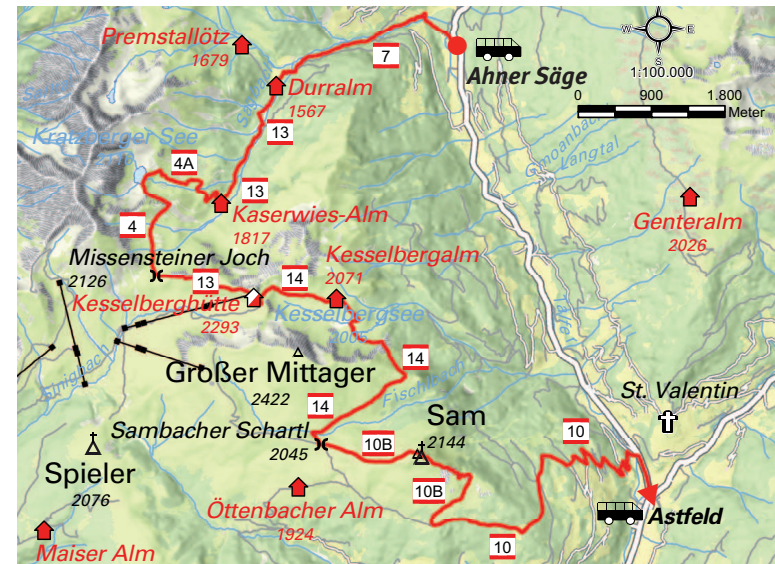 Premstallötz
1679
7
W E
S
1:100.000
Ahner Säge
0 900 1.800
Meter
Durralm
1567
13
Kratzberger See
4A
13
Langtal
Kaserwies-Alm
1817
Genteralm
2026
4
Missensteiner Joch
2126
Kesselbergalm
2071
13
14
Kesselberghütte
2293
Kesselbergsee
Talfer
14
Großer Mittager
2422
Fischbach
14
St. Valentin
Sambacher Schartl
2045
Sam
2144
10B
10
Spieler
2076
10B
Öttenbacher Alm
1924
Astfeld
10
Maiser Alm